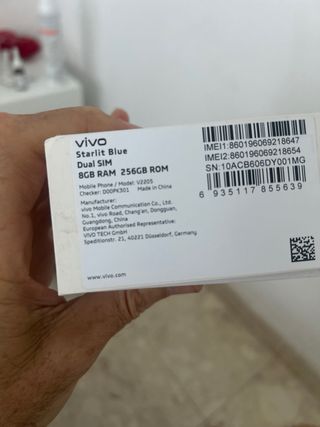 vivo
Starlit Blue
Dual SIM
8GB RAM 256GB ROM
Mobile Phone / Model: V2205
Checker: D00PK301 Made in China
Manufacturer:
vivo Mobile Communication Co., Ltd.
No.1, vivo Road, Chang'an, Dongguan,
Guangdong, China
European Authorised Representative:
VIVO TECH GmbH
Speditionstr. 21, 40221 Düsseldorf, Germany
www.vivo.com
IMEI1:860196069218647
IMEI2:860196069218654
SN:10ACB606DY001MG
6 935117 855639